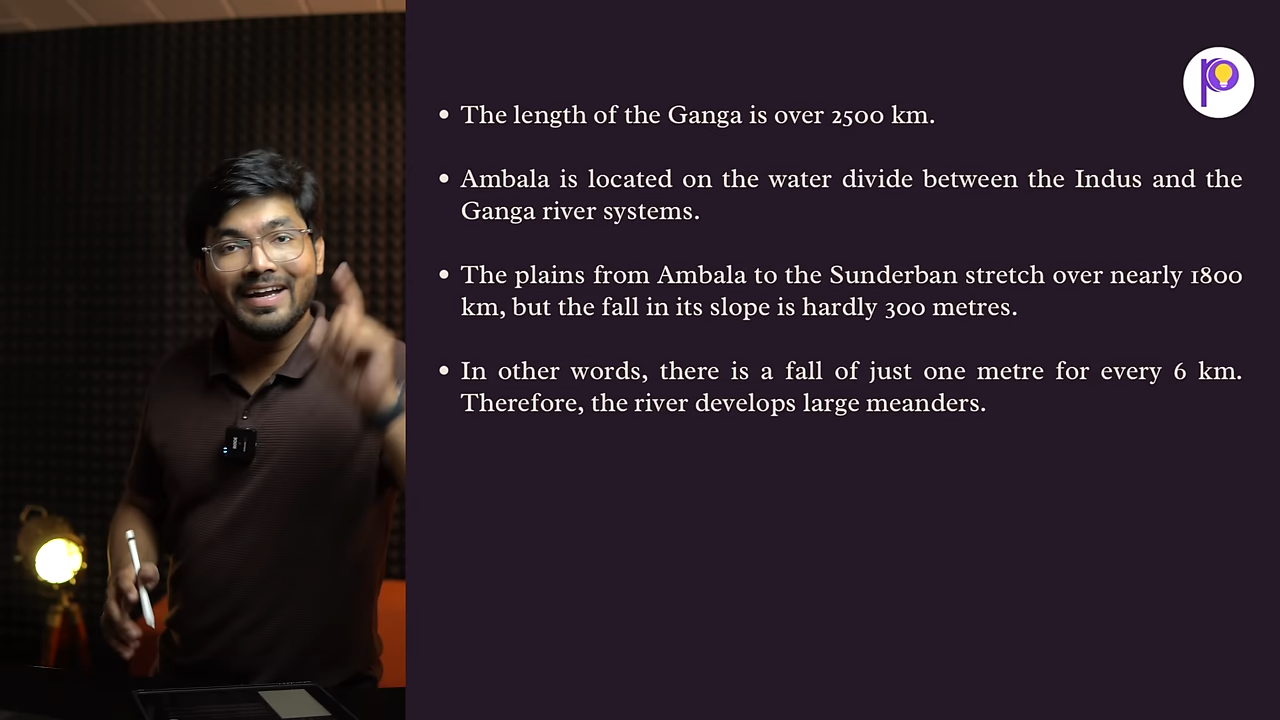 • The length of the Ganga is over 2500 km.
• Ambala is located on the water divide between the Indus and the
Ganga river systems.
• The plains from Ambala to the Sunderban stretch over nearly 1800
km, but the fall in its slope is hardly 300 metres.
• In other words, there is a fall of just one metre for every 6 km.
Therefore, the river develops large meanders.